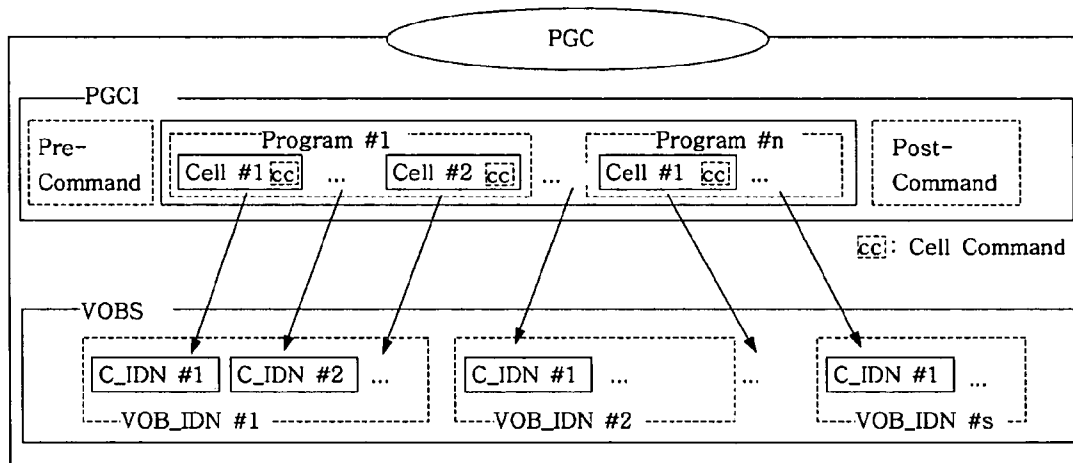 PGC
PGCI
Pre-
Command
Program #1
Cell #1 cc ... Cell #2 cc
...
Program #n
Cell #1 cc ...
Post-
Command
cc: Cell Command
VOBS
C_IDN #1 C_IDN #2 ...
VOB_IDN #1
C_IDN #1 ...
VOB_IDN #2
...
C_IDN #1 ...
VOB_IDN #s